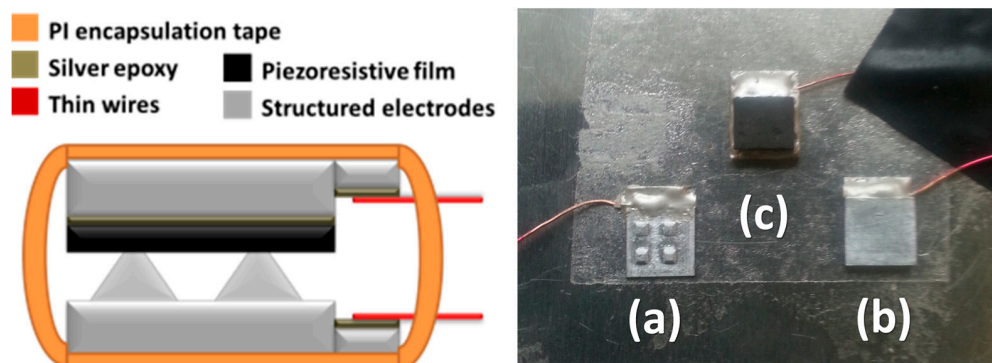 PI encapsulation tape
Silver epoxy
Piezoresistive film
Thin wires
Structured electrodes
(c)
(a)
(b)